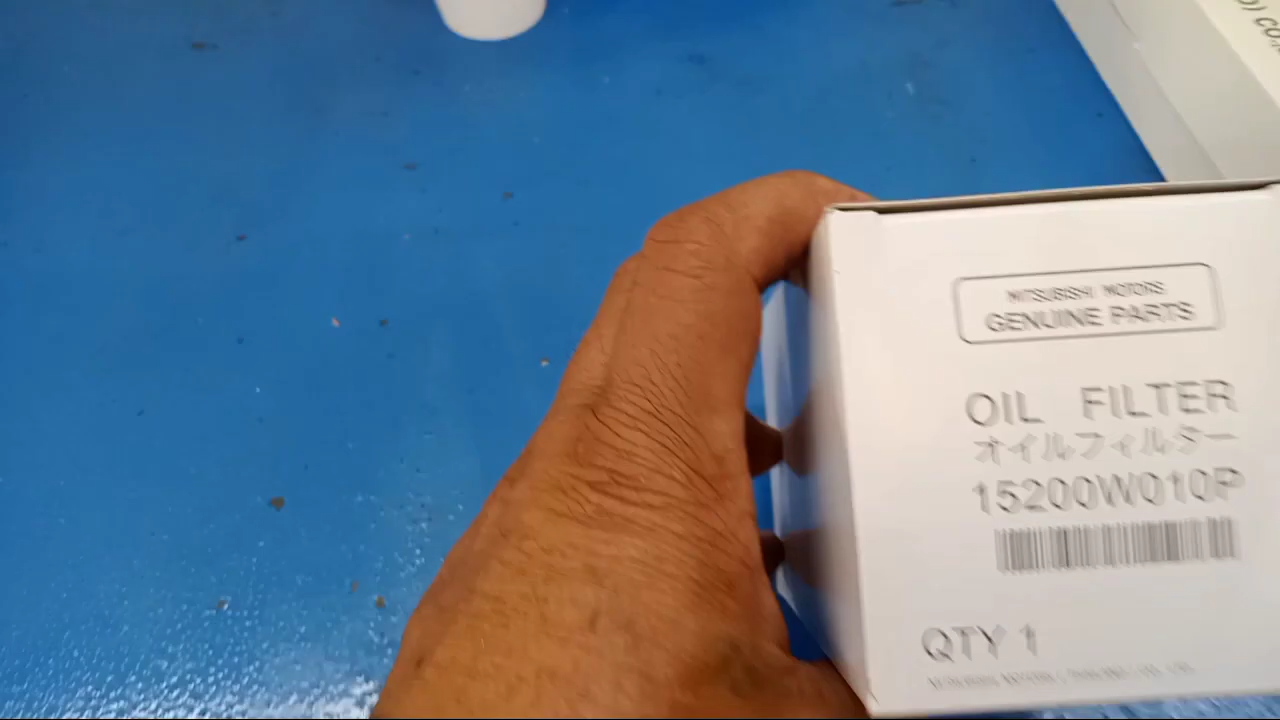 MITSUBISHI MOTORS
GENUINE PARTS
OIL FILTER
オイルフィルター
15200W010P
QTY 1